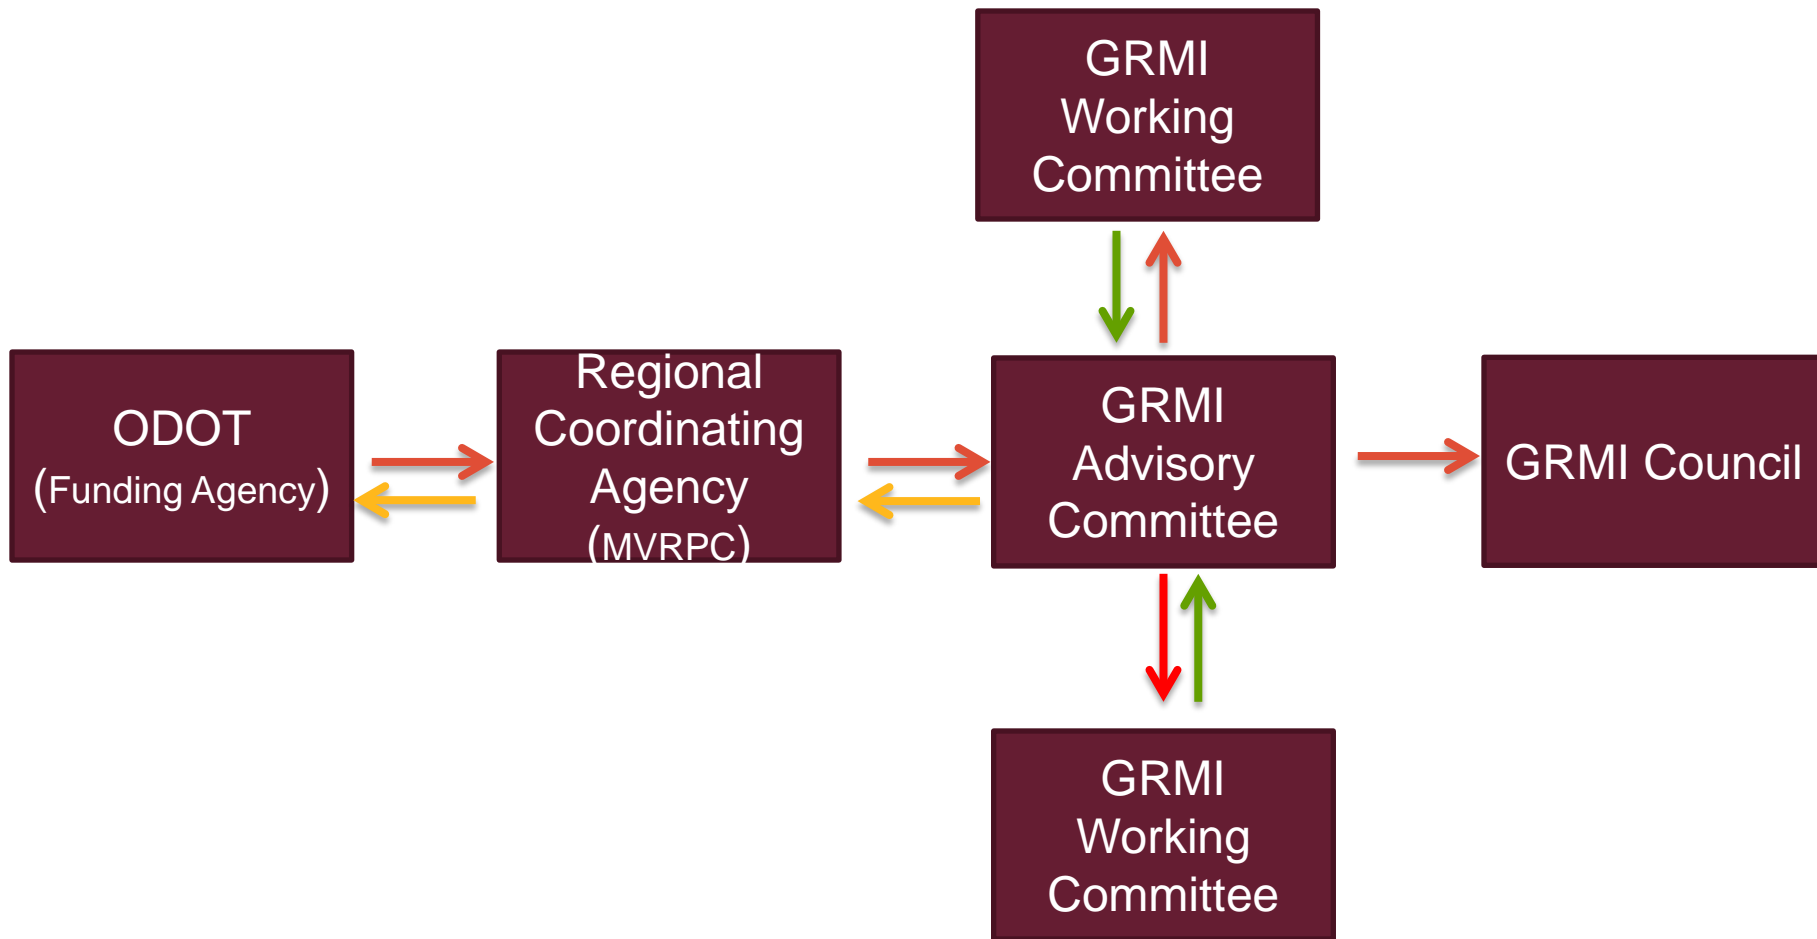 GRMI
Working
Committee
ODOT
(Funding Agency)
Regional
Coordinating
Agency
(MVRPC)
GRMI
Advisory
Committee
GRMI Council
GRMI
Working
Committee